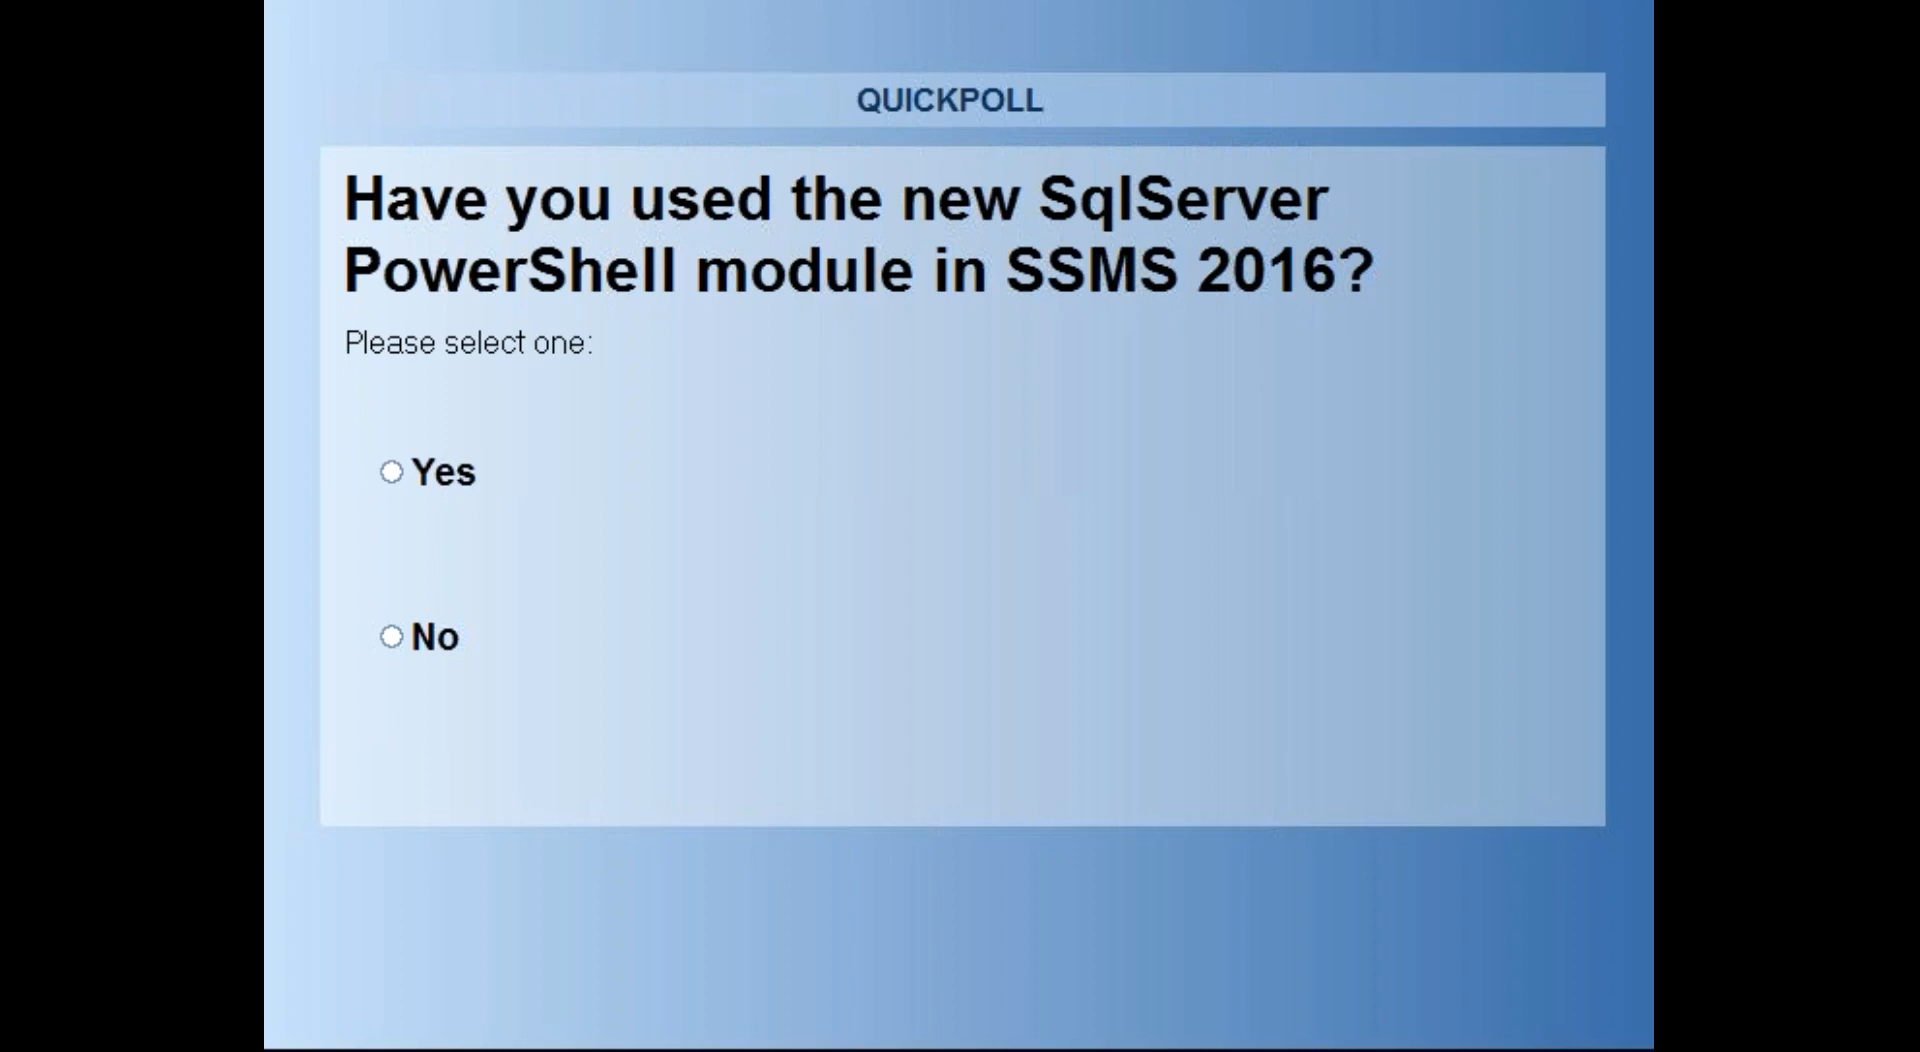 QUICKPOLL
Have you used the new SqlServer
PowerShell module in SSMS 2016?
Please select one:
Yes
No